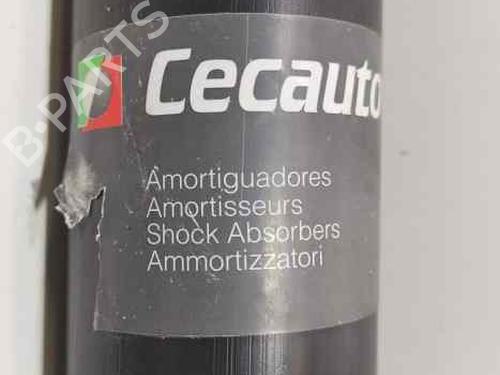 Cecauto
Amortiguadores
Amortisseurs
Shock Absorbers
Ammortizzatori
B-PARTS